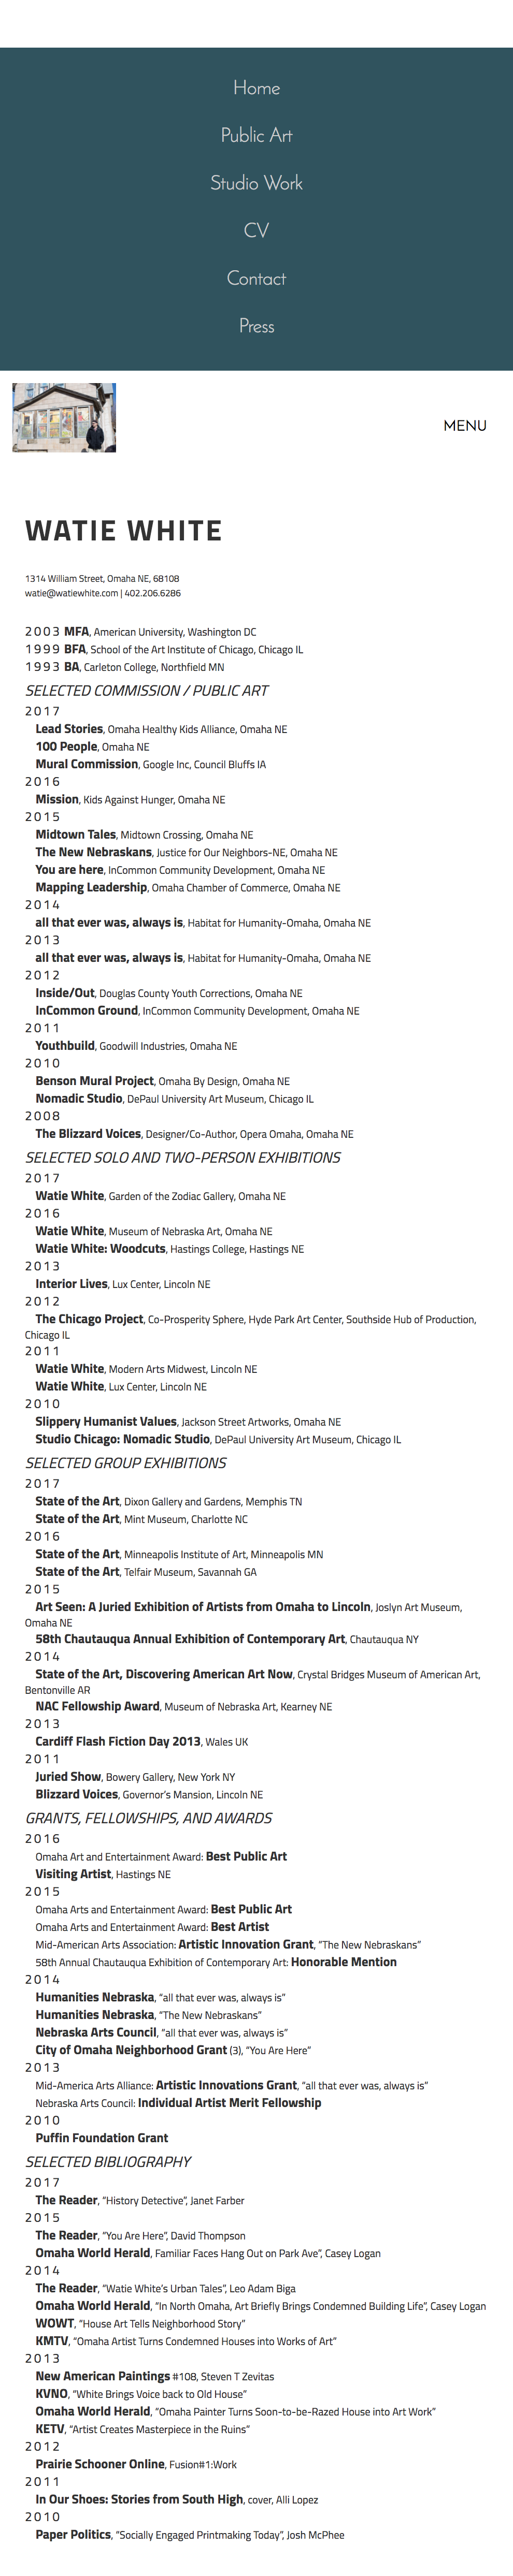 Home
Public Art
Studio Work
CV
Contact
Press
MENU
WATIE WHITE
1314 William Street, Omaha NE, 68108
watie@watiewhite.com | 402.206.6286
2003 MFA, American University, Washington DC
1999 BFA, School of the Art Institute of Chicago, Chicago IL
1993 BA, Carleton College, Northfield MN
SELECTED COMMISSION / PUBLIC ART
2017
Lead Stories, Omaha Healthy Kids Alliance, Omaha NE
100 People, Omaha NE
Mural Commission, Google Inc, Council Bluffs IA
2016
Mission, Kids Against Hunger, Omaha NE
2015
Midtown Tales, Midtown Crossing, Omaha NE
The New Nebraskans, Justice for Our Neighbors-NE, Omaha NE
You are here, InCommon Community Development, Omaha NE
Mapping Leadership, Omaha Chamber of Commerce, Omaha NE
2014
all that ever was, always is, Habitat for Humanity-Omaha, Omaha NE
2013
all that ever was, always is, Habitat for Humanity-Omaha, Omaha NE
2012
Inside/Out, Douglas County Youth Corrections, Omaha NE
InCommon Ground, InCommon Community Development, Omaha NE
2011
Youthbuild, Goodwill Industries, Omaha NE
2010
Benson Mural Project, Omaha By Design, Omaha NE
Nomadic Studio, DePaul University Art Museum, Chicago IL
2008
The Blizzard Voices, Designer/Co-Author, Opera Omaha, Omaha NE
SELECTED SOLO AND TWO-PERSON EXHIBITIONS
2017
Watie White, Garden of the Zodiac Gallery, Omaha NE
2016
Watie White, Museum of Nebraska Art, Omaha NE
Watie White: Woodcuts, Hastings College, Hastings NE
2013
Interior Lives, Lux Center, Lincoln NE
2012
The Chicago Project, Co-Prosperity Sphere, Hyde Park Art Center, Southside Hub of Production,
Chicago IL
2011
Watie White, Modern Arts Midwest, Lincoln NE
Watie White, Lux Center, Lincoln NE
2010
Slippery Humanist Values, Jackson Street Artworks, Omaha NE
Studio Chicago: Nomadic Studio, DePaul University Art Museum, Chicago IL
SELECTED GROUP EXHIBITIONS
2017
State of the Art, Dixon Gallery and Gardens, Memphis TN
State of the Art, Mint Museum, Charlotte NC
2016
State of the Art, Minneapolis Institute of Art, Minneapolis MN
State of the Art, Telfair Museum, Savannah GA
2015
Art Seen: A Juried Exhibition of Artists from Omaha to Lincoln, Joslyn Art Museum,
Omaha NE
58th Chautauqua Annual Exhibition of Contemporary Art, Chautauqua NY
2014
State of the Art, Discovering American Art Now, Crystal Bridges Museum of American Art,
Bentonville AR
NAC Fellowship Award, Museum of Nebraska Art, Kearney NE
2013
Cardiff Flash Fiction Day 2013, Wales UK
2011
Juried Show, Bowery Gallery, New York NY
Blizzard Voices, Governor's Mansion, Lincoln NE
GRANTS, FELLOWSHIPS, AND AWARDS
2016
Omaha Art and Entertainment Award: Best Public Art
Visiting Artist, Hastings NE
2015
Omaha Arts and Entertainment Award: Best Public Art
Omaha Arts and Entertainment Award: Best Artist
Mid-American Arts Association: Artistic Innovation Grant, "The New Nebraskans"
58th Annual Chautauqua Exhibition of Contemporary Art: Honorable Mention
2014
Humanities Nebraska, "all that ever was, always is"
Humanities Nebraska, "The New Nebraskans"
Nebraska Arts Council, "all that ever was, always is"
City of Omaha Neighborhood Grant (3), "You Are Here"
2013
Mid-America Arts Alliance: Artistic Innovations Grant, "all that ever was, always is"
Nebraska Arts Council: Individual Artist Merit Fellowship
2010
Puffin Foundation Grant
SELECTED BIBLIOGRAPHY
2017
The Reader, "History Detective", Janet Farber
2015
The Reader, "You Are Here", David Thompson
Omaha World Herald, Familiar Faces Hang Out on Park Ave", Casey Logan
2014
The Reader, "Watie White's Urban Tales", Leo Adam Biga
Omaha World Herald, "In North Omaha, Art Briefly Brings Condemned Building Life", Casey Logan
WOWT, "House Art Tells Neighborhood Story"
KMTV, "Omaha Artist Turns Condemned Houses into Works of Art"
2013
New American Paintings #108, Steven T Zevitas
KVNO, "White Brings Voice back to Old House"
Omaha World Herald, "Omaha Painter Turns Soon-to-be-Razed House into Art Work"
KETV, "Artist Creates Masterpiece in the Ruins"
2012
Prairie Schooner Online, Fusion#1:Work
2011
In Our Shoes: Stories from South High, cover, Alli Lopez
2010
Paper Politics, "Socially Engaged Printmaking Today", Josh McPhee